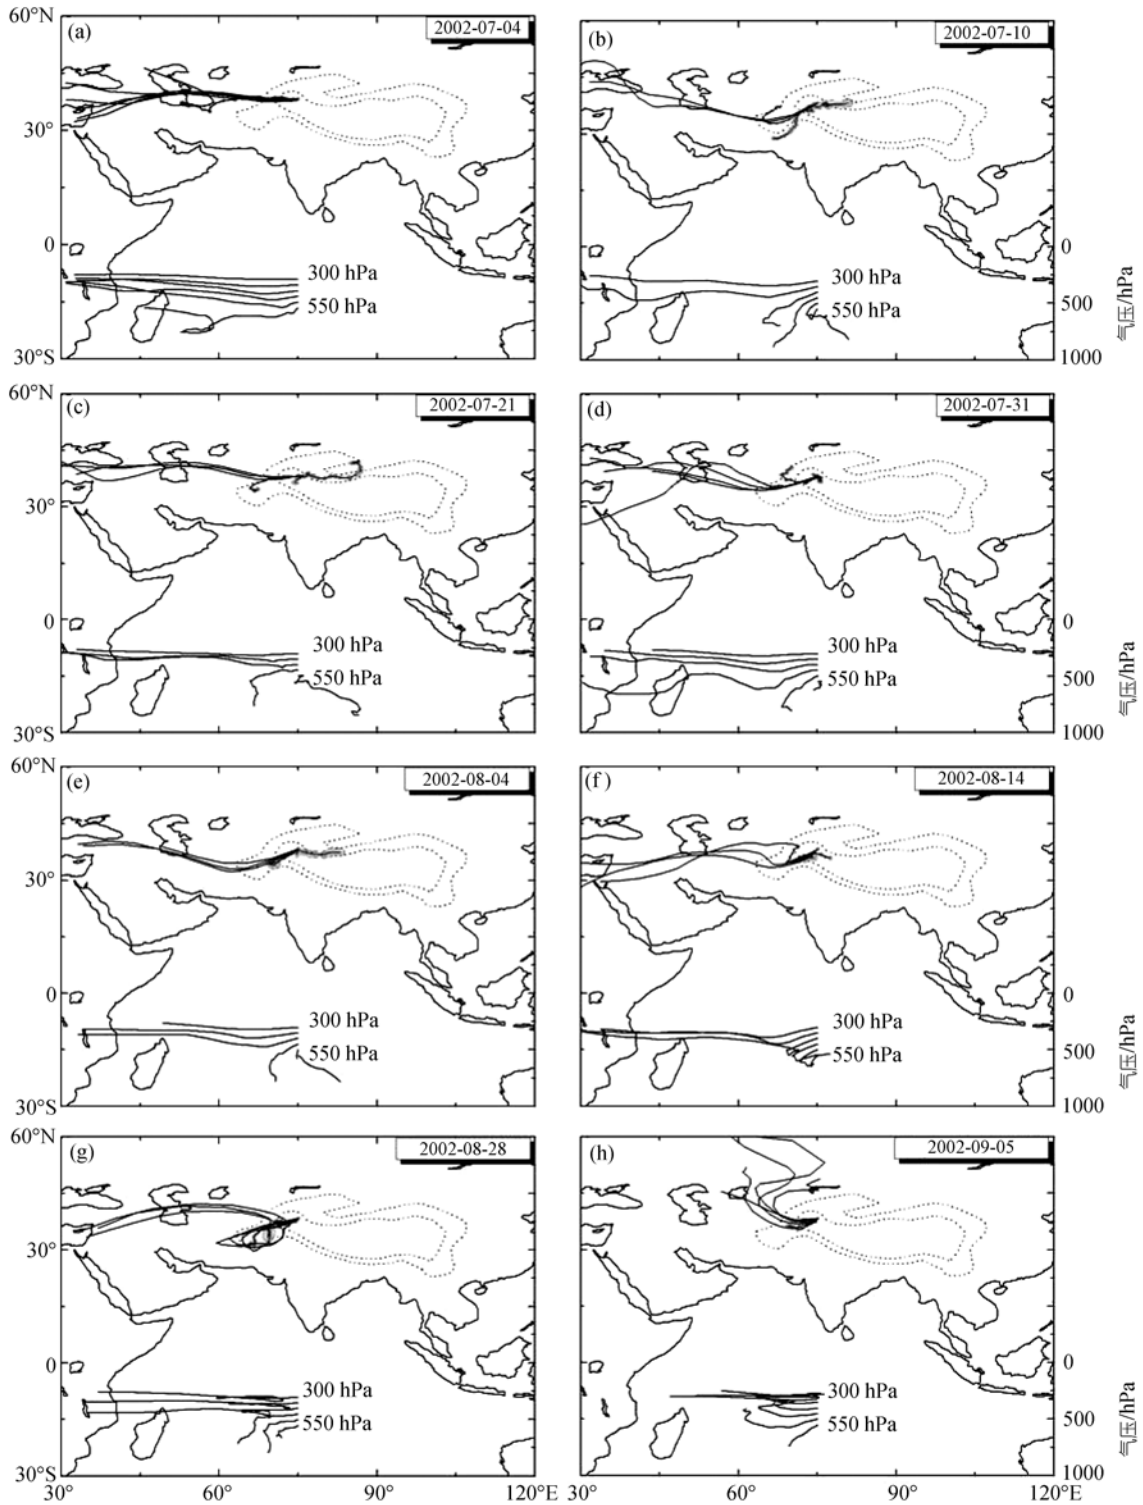 60°N
(a)
2002-07-04
(b)
2002-07-10
30°
0
0
300 hPa
300 hPa
550 hPa
550 hPa
500
气压/hPa
30°S
1000
60°N
(c)
2002-07-21
(d)
2002-07-31
30°
0
0
300 hPa
300 hPa
550 hPa
550 hPa
500
气压/hPa
30°S
1000
60°N
(e)
2002-08-04
(f)
2002-08-14
30°
0
0
300 hPa
300 hPa
550 hPa
550 hPa
500
气压/hPa
30°S
1000
60°N
(g)
2002-08-28
(h)
2002-09-05
30°
0
0
300 hPa
300 hPa
550 hPa
550 hPa
500
气压/hPa
30°S
1000
30° 60° 90° 120°E30° 60° 90° 120°E